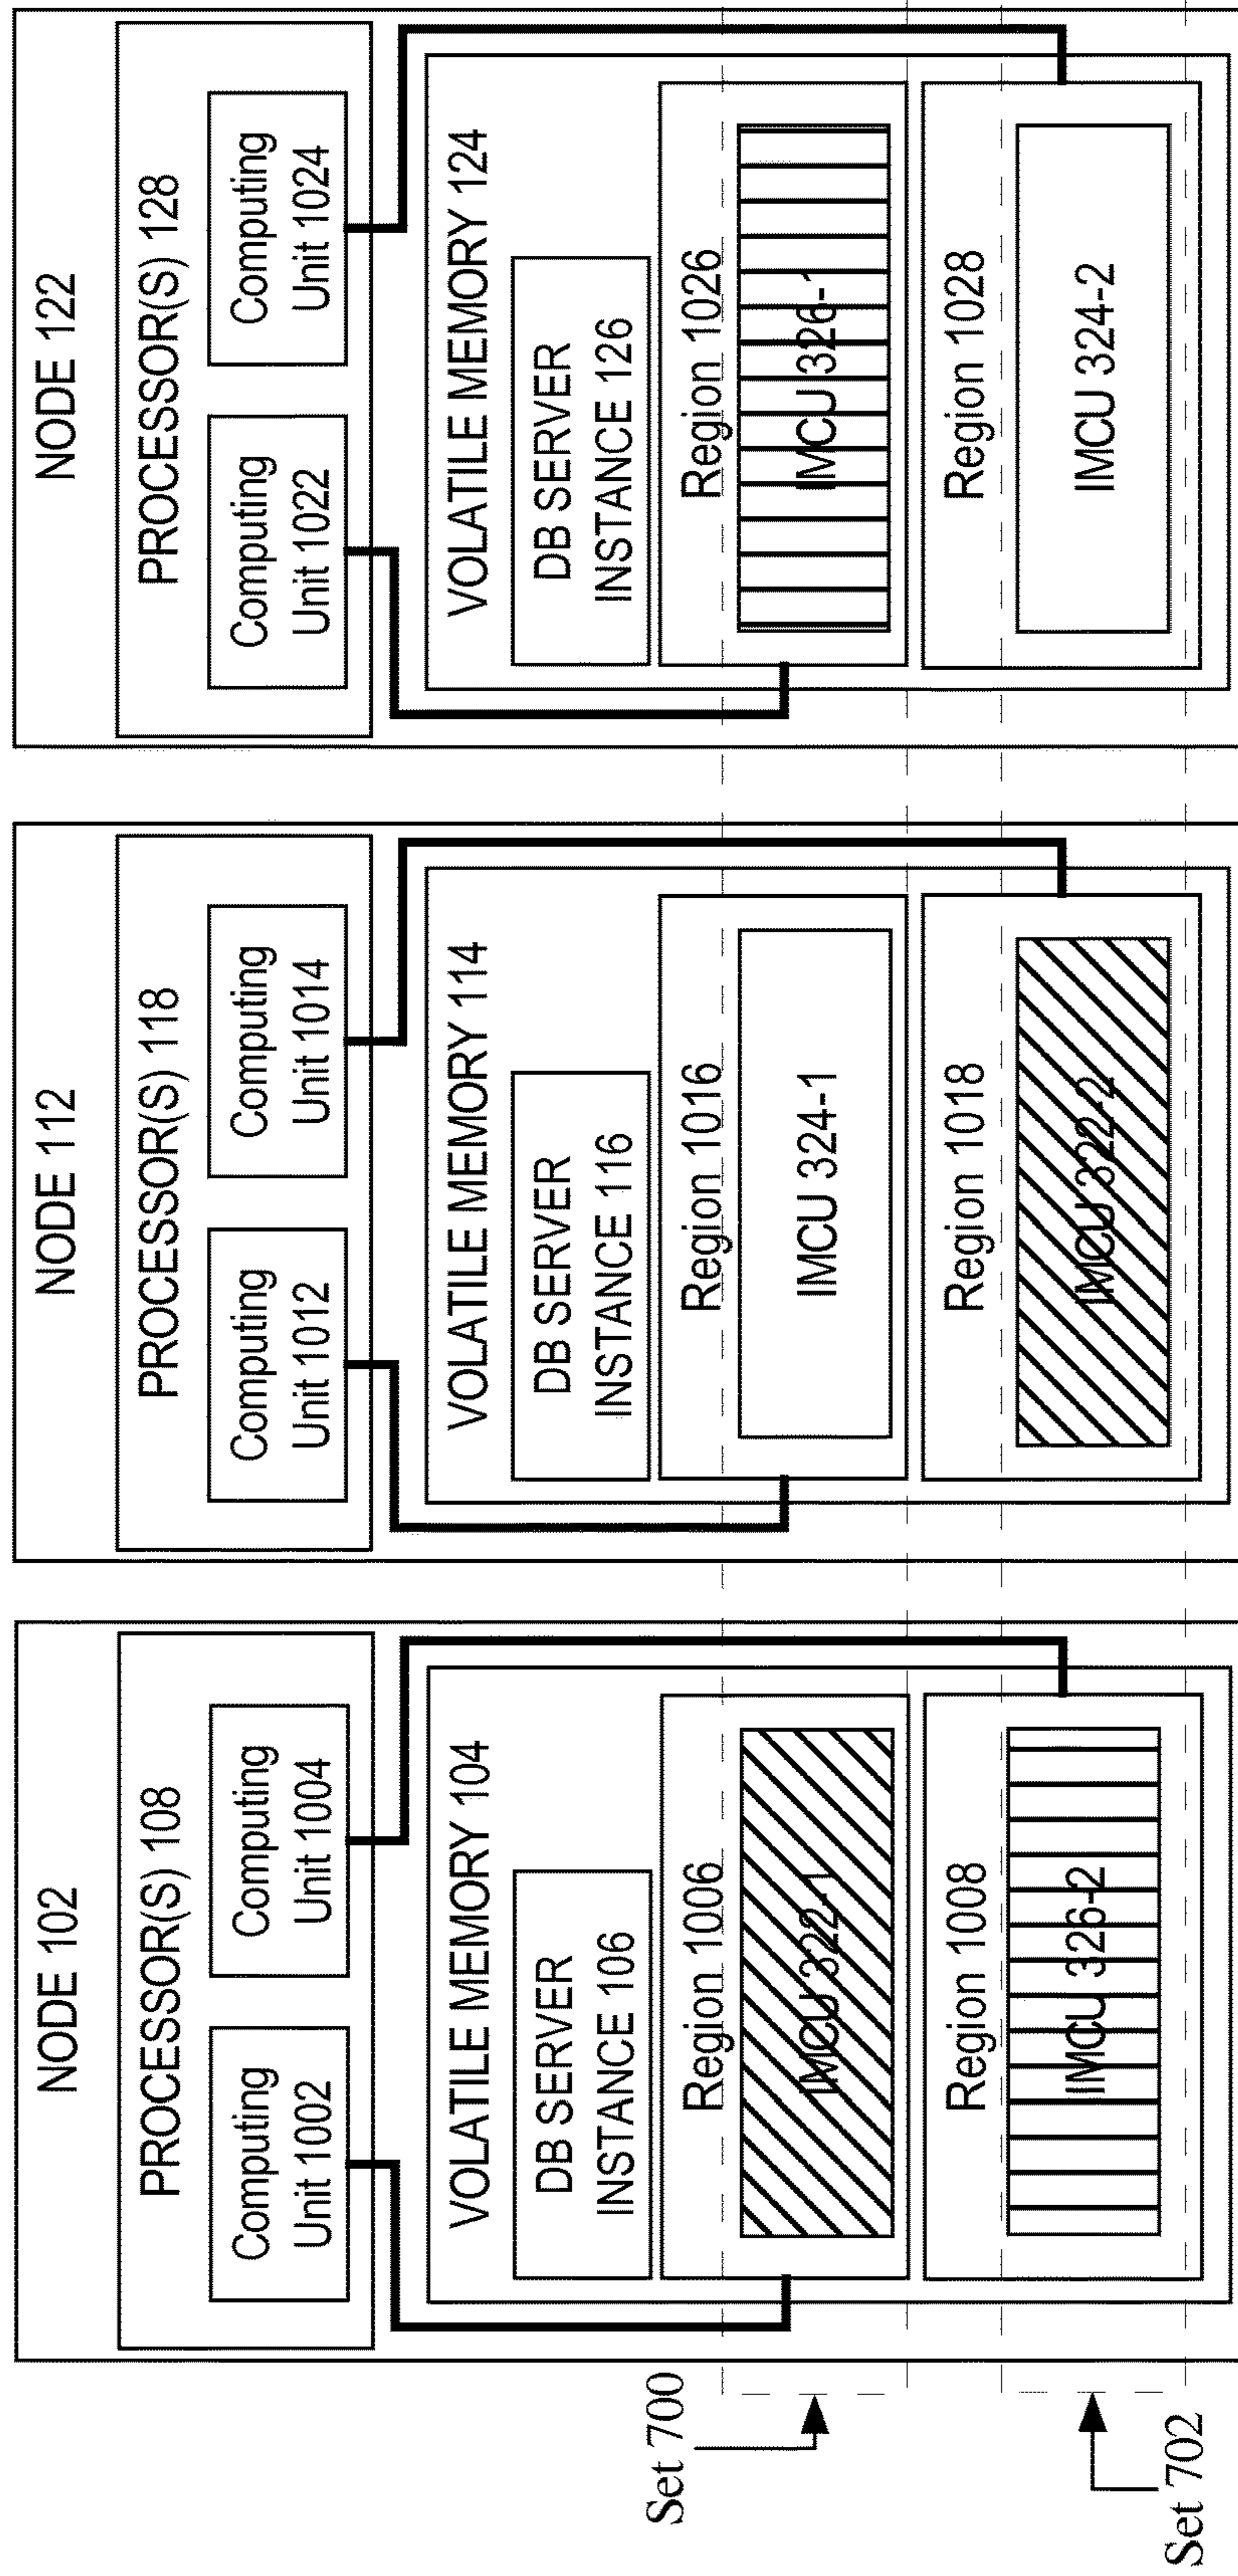 NODE 102
PROCESSOR(S) 108
Computing
Unit 1002
Computing
Unit 1004
VOLATILE MEMORY 104
DB SERVER
INSTANCE 106
Region 1006
IMCU 322-1
Region 1008
IMCU 326-2
NODE 112
PROCESSOR(S) 118
Computing
Unit 1012
Computing
Unit 1014
VOLATILE MEMORY 114
DB SERVER
INSTANCE 116
Region 1016
IMCU 324-1
Region 1018
IMCU 322-2
NODE 122
PROCESSOR(S) 128
Computing
Unit 1022
Computing
Unit 1024
VOLATILE MEMORY 124
DB SERVER
INSTANCE 126
Region 1026
IMCU 326-1
Region 1028
IMCU 324-2
Set 700
Set 702